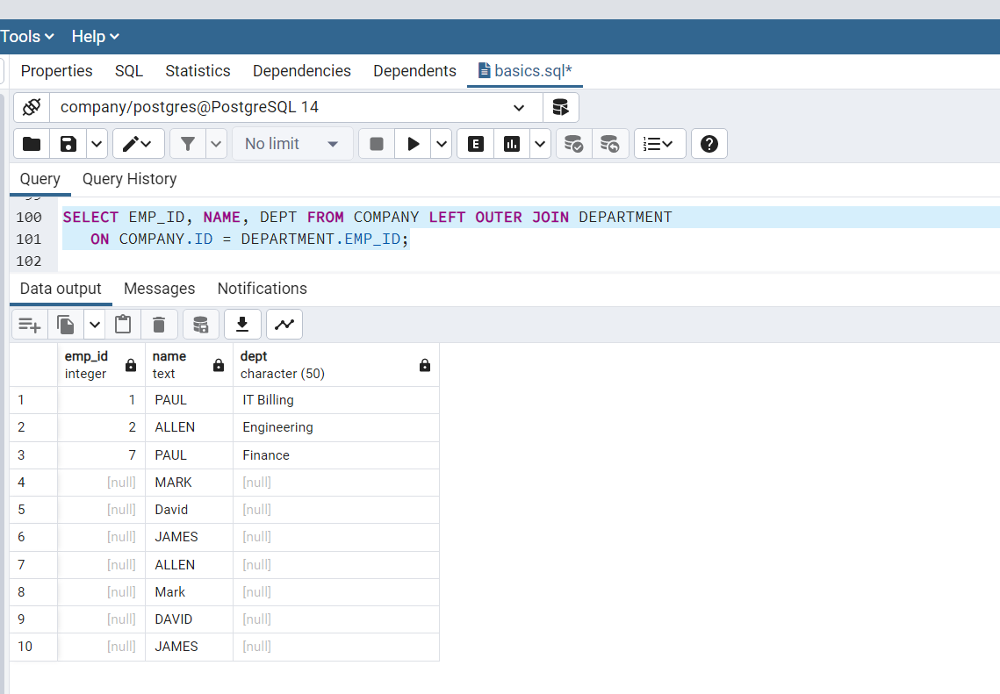 Tools Help
Properties SQL Statistics Dependencies Dependents basics.sql*
company/postgres@PostgreSQL 14
No limit E
Query Query History
100 SELECT EMP_ID, NAME, DEPT FROM COMPANY LEFT OUTER JOIN DEPARTMENT
101 ON COMPANY.ID = DEPARTMENT.EMP_ID;
102
Data output Messages Notifications
emp_id name dept
integer text character (50)
1 1 PAUL IT Billing
2 2 ALLEN Engineering
3 7 PAUL Finance
4 [null] MARK [null]
5 [null] David [null]
6 [null] JAMES [null]
7 [null] ALLEN [null]
8 [null] Mark [null]
9 [null] DAVID [null]
10 [null] JAMES [null]